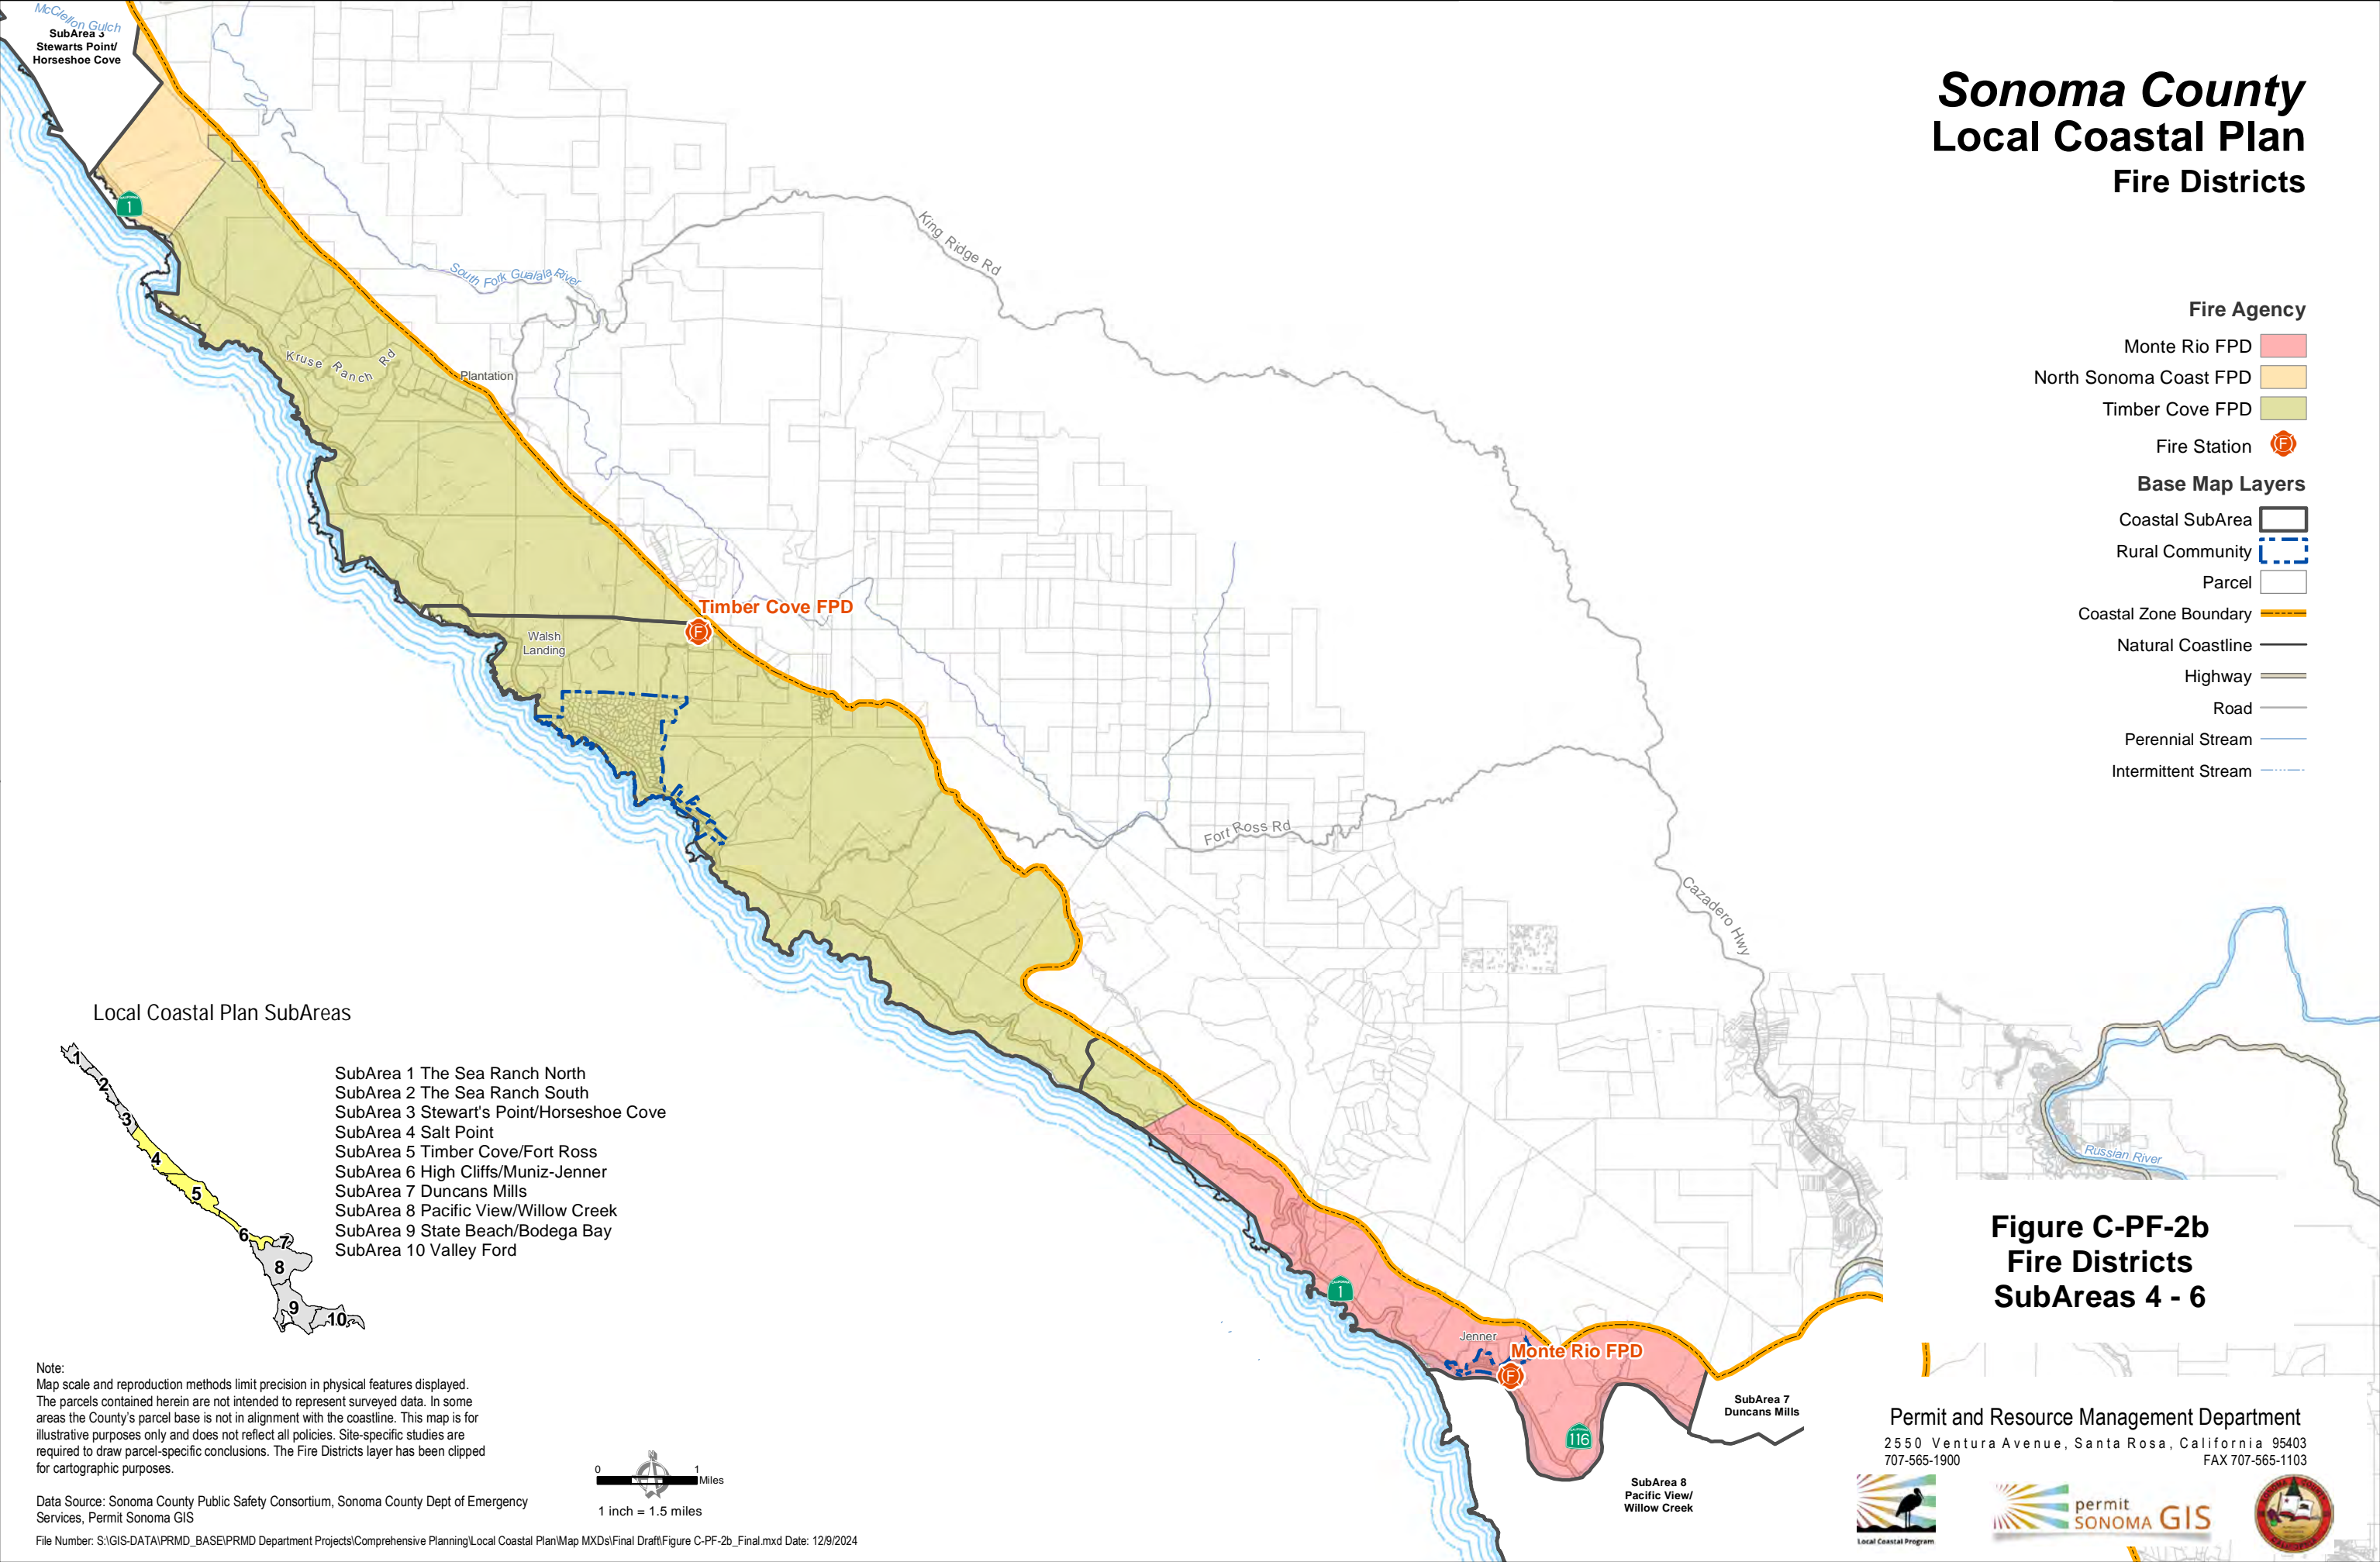 McClellon Gulch
SubArea 3
Stewarts Point/
Horseshoe Cove
Sonoma County
Local Coastal Plan
Fire Districts
1
King Ridge Rd
South Fork Gualala River
Kruse Ranch Rd
Plantation
Fire Agency
Monte Rio FPD
North Sonoma Coast FPD
Timber Cove FPD
Fire Station F
Base Map Layers
Coastal SubArea
Rural Community
Parcel
Coastal Zone Boundary
Natural Coastline
Highway
Road
Perennial Stream
Intermittent Stream
Timber Cove FPD
F
Walsh
Landing
Fort Ross Rd
Cazadero Hwy
Russian River
Local Coastal Plan SubAreas
1
2
3
4
5
6
7
8
9
10
SubArea 1 The Sea Ranch North
SubArea 2 The Sea Ranch South
SubArea 3 Stewart's Point/Horseshoe Cove
SubArea 4 Salt Point
SubArea 5 Timber Cove/Fort Ross
SubArea 6 High Cliffs/Muniz-Jenner
SubArea 7 Duncans Mills
SubArea 8 Pacific View/Willow Creek
SubArea 9 State Beach/Bodega Bay
SubArea 10 Valley Ford
1
Jenner
Monte Rio FPD
F
116
SubArea 7
Duncans Mills
SubArea 8
Pacific View/
Willow Creek
Figure C-PF-2b
Fire Districts
SubAreas 4 - 6
Note:
Map scale and reproduction methods limit precision in physical features displayed.
The parcels contained herein are not intended to represent surveyed data. In some
areas the County's parcel base is not in alignment with the coastline. This map is for
illustrative purposes only and does not reflect all policies. Site-specific studies are
required to draw parcel-specific conclusions. The Fire Districts layer has been clipped
for cartographic purposes.
Data Source: Sonoma County Public Safety Consortium, Sonoma County Dept of Emergency
Services, Permit Sonoma GIS
File Number: S:\GIS-DATA\PRMD_BASE\PRMD Department Projects\Comprehensive Planning\Local Coastal Plan\Map MXDs\Final Draft\Figure C-PF-2b_Final.mxd Date: 12/9/2024
0 1
Miles
1 inch = 1.5 miles
Permit and Resource Management Department
2550 Ventura Avenue, Santa Rosa, California 95403
707-565-1900 FAX 707-565-1103
Local Coastal Program
permit
SONOMA GIS